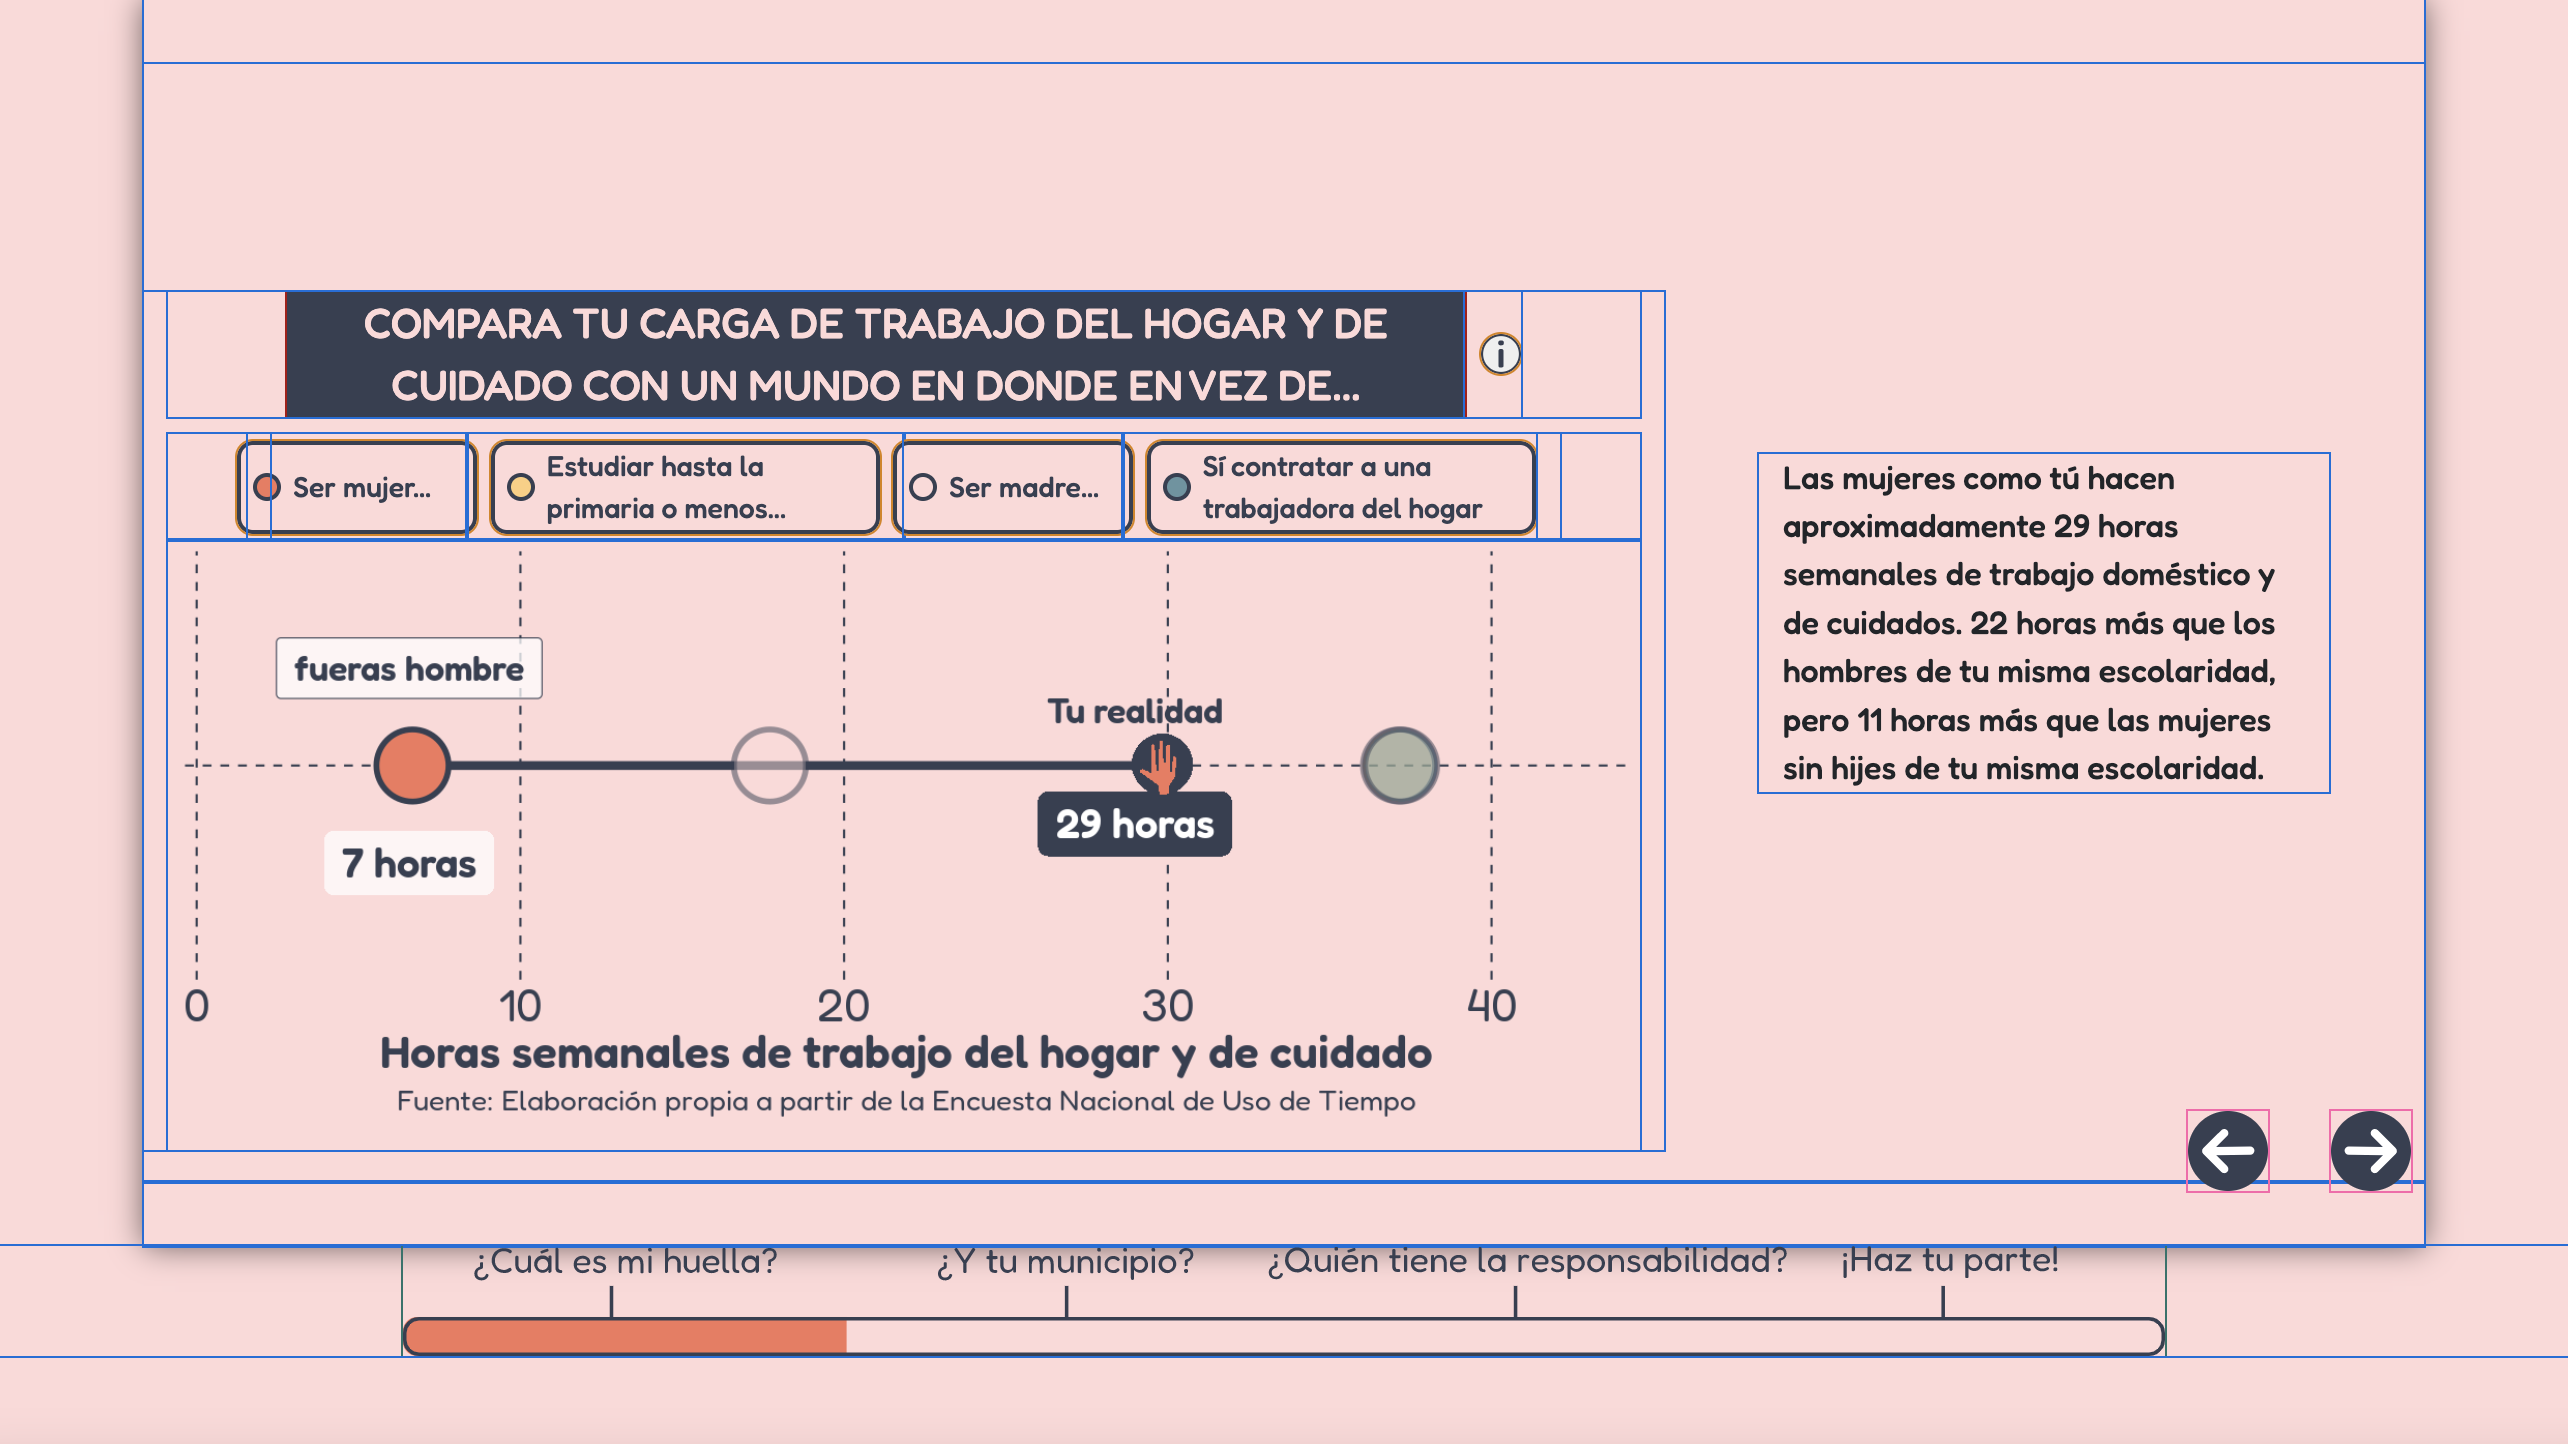 COMPARA TU CARGA DE TRABAJO DEL HOGAR Y DE
CUIDADO CON UN MUNDO EN DONDE EN VEZ DE...
i
Ser mujer...
Estudiar hasta la
primaria o menos...
Ser madre...
Sí contratar a una
trabajadora del hogar
fueras hombre
Tu realidad
29 horas
7 horas
0 10 20 30 40
Horas semanales de trabajo del hogar y de cuidado
Fuente: Elaboración propia a partir de la Encuesta Nacional de Uso de Tiempo
Las mujeres como tú hacen
aproximadamente 29 horas
semanales de trabajo doméstico y
de cuidados. 22 horas más que los
hombres de tu misma escolaridad,
pero 11 horas más que las mujeres
sin hijes de tu misma escolaridad.
¿Cuál es mi huella? ¿Y tu municipio? ¿Quién tiene la responsabilidad? ¡Haz tu parte!